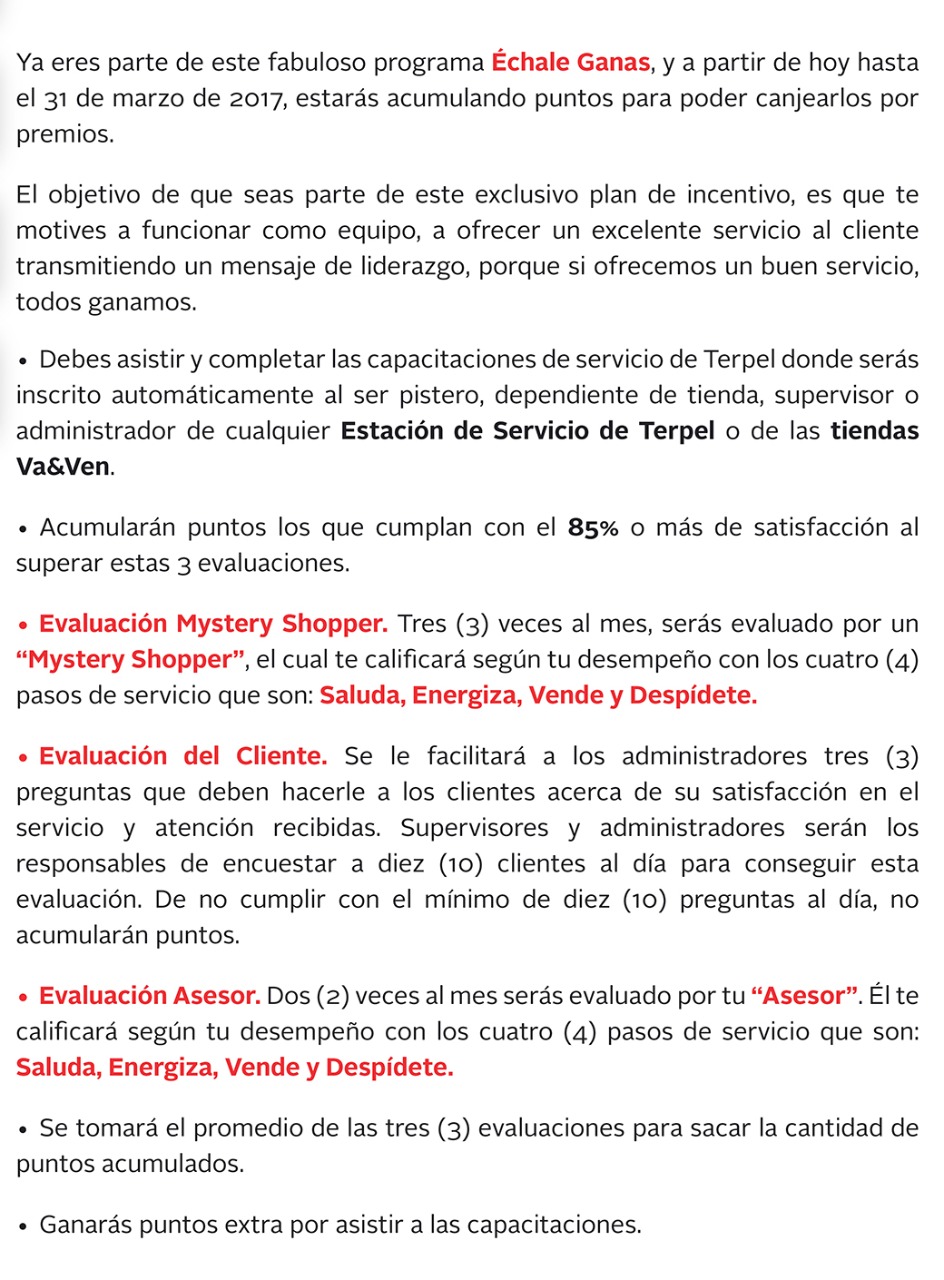 Ya eres parte de este fabuloso programa Échale Ganas, y a partir de hoy hasta
el 31 de marzo de 2017, estarás acumulando puntos para poder canjearlos por
premios.
El objetivo de que seas parte de este exclusivo plan de incentivo, es que te
motives a funcionar como equipo, a ofrecer un excelente servicio al cliente
transmitiendo un mensaje de liderazgo, porque si ofrecemos un buen servicio,
todos ganamos.
• Debes asistir y completar las capacitaciones de servicio de Terpel donde serás
inscrito automáticamente al ser pistero, dependiente de tienda, supervisor o
administrador de cualquier Estación de Servicio de Terpel o de las tiendas
Va&Ven.
• Acumularán puntos los que cumplan con el 85% o más de satisfacción al
superar estas 3 evaluaciones.
• Evaluación Mystery Shopper. Tres (3) veces al mes, serás evaluado por un
“Mystery Shopper”, el cual te calificará según tu desempeño con los cuatro (4)
pasos de servicio que son: Saluda, Energiza, Vende y Despídete.
• Evaluación del Cliente. Se le facilitará a los administradores tres (3)
preguntas que deben hacerle a los clientes acerca de su satisfacción en el
servicio y atención recibidas. Supervisores y administradores serán los
responsables de encuestar a diez (10) clientes al día para conseguir esta
evaluación. De no cumplir con el mínimo de diez (10) preguntas al día, no
acumularán puntos.
• Evaluación Asesor. Dos (2) veces al mes serás evaluado por tu “Asesor”. Él te
calificará según tu desempeño con los cuatro (4) pasos de servicio que son:
Saluda, Energiza, Vende y Despídete.
• Se tomará el promedio de las tres (3) evaluaciones para sacar la cantidad de
puntos acumulados.
• Ganarás puntos extra por asistir a las capacitaciones.